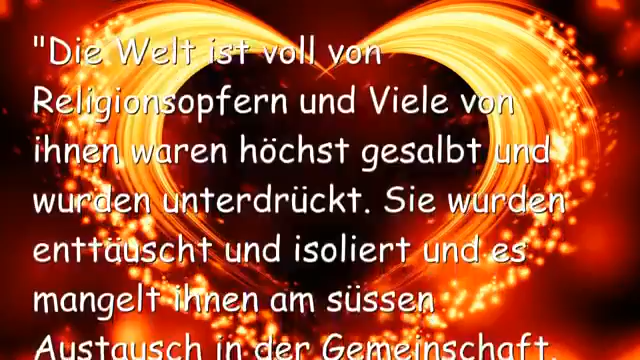 "Die Welt ist voll von
Religionsopfern und Viele von
ihnen waren höchst gesalbt und
wurden unterdrückt. Sie wurden
enttäuscht und isoliert und es
mangelt ihnen am süssen
Austausch in der Gemeinschaft.